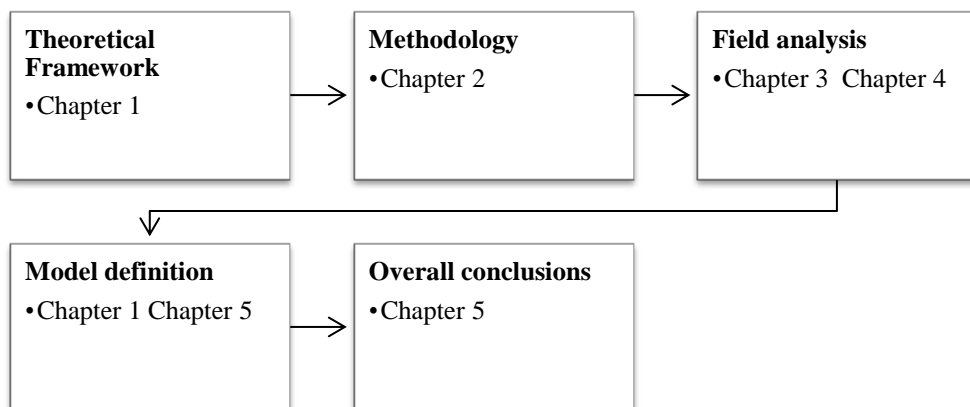 Theoretical
Framework
•Chapter 1
Methodology
•Chapter 2
Field analysis
•Chapter 3  Chapter 4
Model definition
•Chapter 1 Chapter 5
Overall conclusions
•Chapter 5